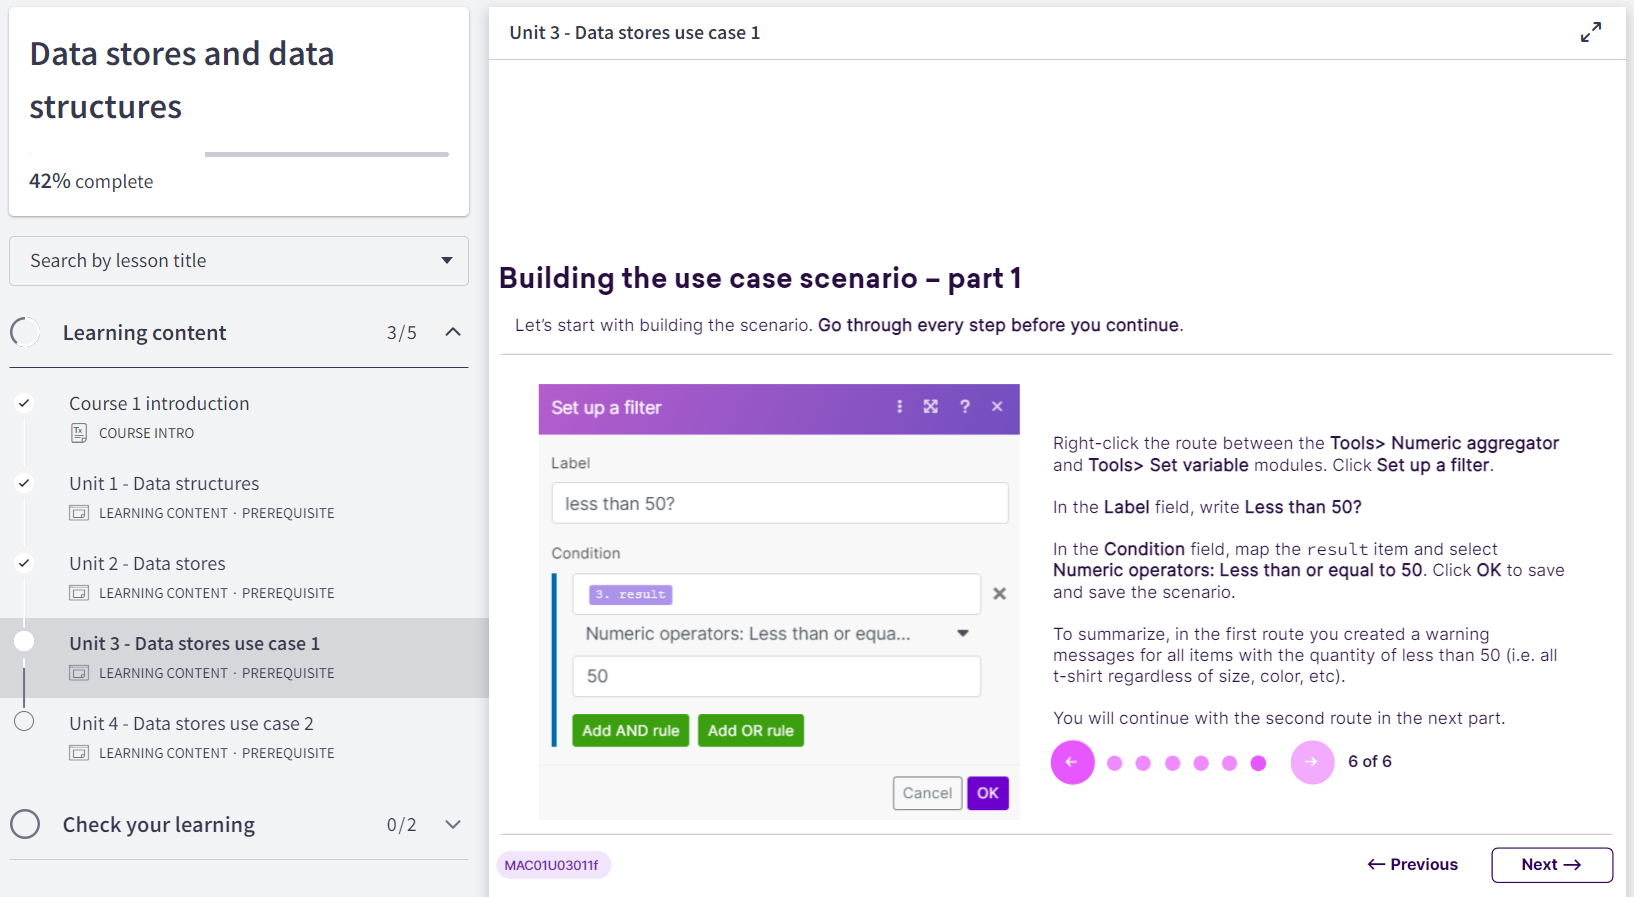 Data stores and data
structures
42% complete
Search by lesson title
Learning content 3/5
Course 1 introduction
COURSE INTRO
Unit 1 - Data structures
LEARNING CONTENT · PREREQUISITE
Unit 2 - Data stores
LEARNING CONTENT · PREREQUISITE
Unit 3 - Data stores use case 1
LEARNING CONTENT · PREREQUISITE
Unit 4 - Data stores use case 2
LEARNING CONTENT · PREREQUISITE
Check your learning 0/2
Unit 3 - Data stores use case 1
Building the use case scenario – part 1
Let's start with building the scenario. Go through every step before you continue.
Set up a filter ?
Label
less than 50?
Condition
3. result
Numeric operators: Less than or equa...
50
Add AND rule Add OR rule
Cancel OK
Right-click the route between the Tools> Numeric aggregator
and Tools> Set variable modules. Click Set up a filter.
In the Label field, write Less than 50?
In the Condition field, map the result item and select
Numeric operators: Less than or equal to 50. Click OK to save
and save the scenario.
To summarize, in the first route you created a warning
messages for all items with the quantity of less than 50 (i.e. all
t-shirt regardless of size, color, etc).
You will continue with the second route in the next part.
← → 6 of 6
MAC01U03011f
← Previous Next →